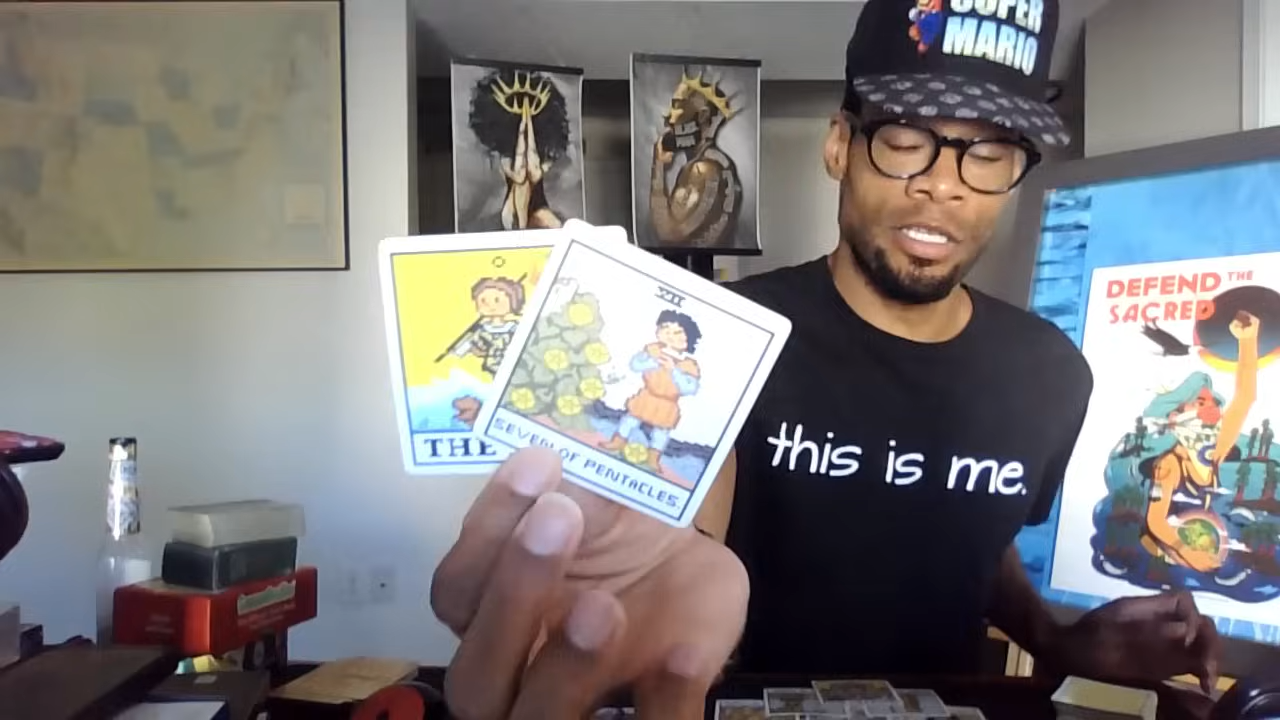 SUPER
MARIO
DEFEND THE
SACRED
VII
THE
SEVEN OF PENTACLES.
this is me.